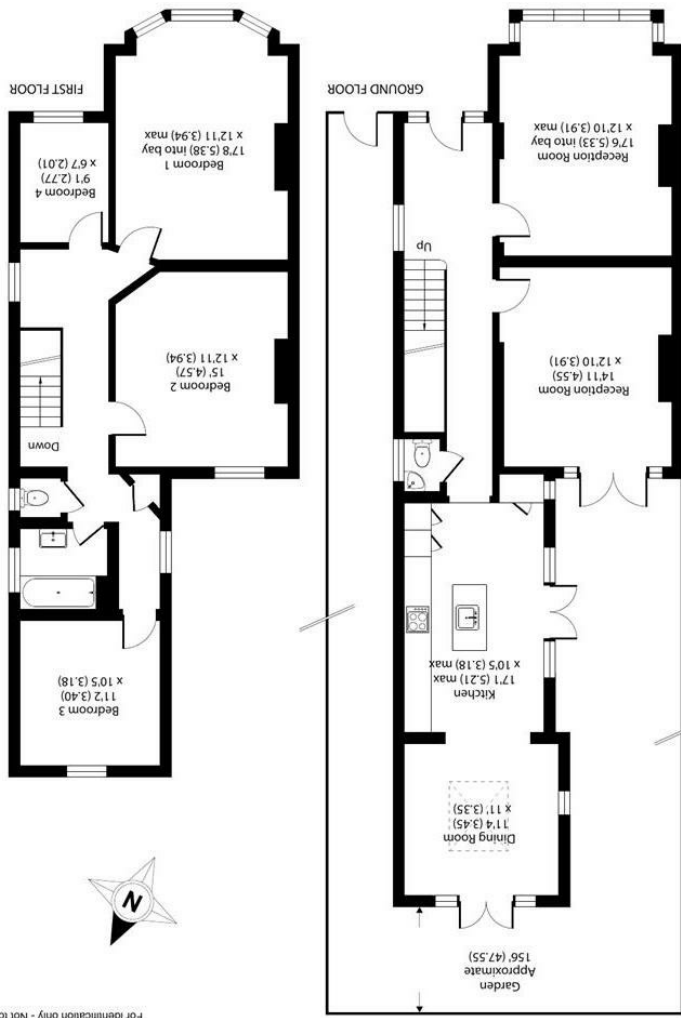 For identification only - Not to
Garden
Approximate
156' (47.55)
Dining Room
11'4 (3.45)
x 11' (3.35)
Kitchen
17'1 (5.21) max
x 10'5 (3.18) max
Reception Room
14'11 (4.55)
x 12'10 (3.91)
Up
Reception Room
17'6 (5.33) into bay
x 12'10 (3.91) max
GROUND FLOOR
N
Bedroom 3
11'2 (3.40)
x 10'5 (3.18)
Down
Bedroom 2
15' (4.57)
x 12'11 (3.94)
Bedroom 1
17'8 (5.38) into bay
x 12'11 (3.94) max
Bedroom 4
9'1 (2.77)
x 6'7 (2.01)
FIRST FLOOR